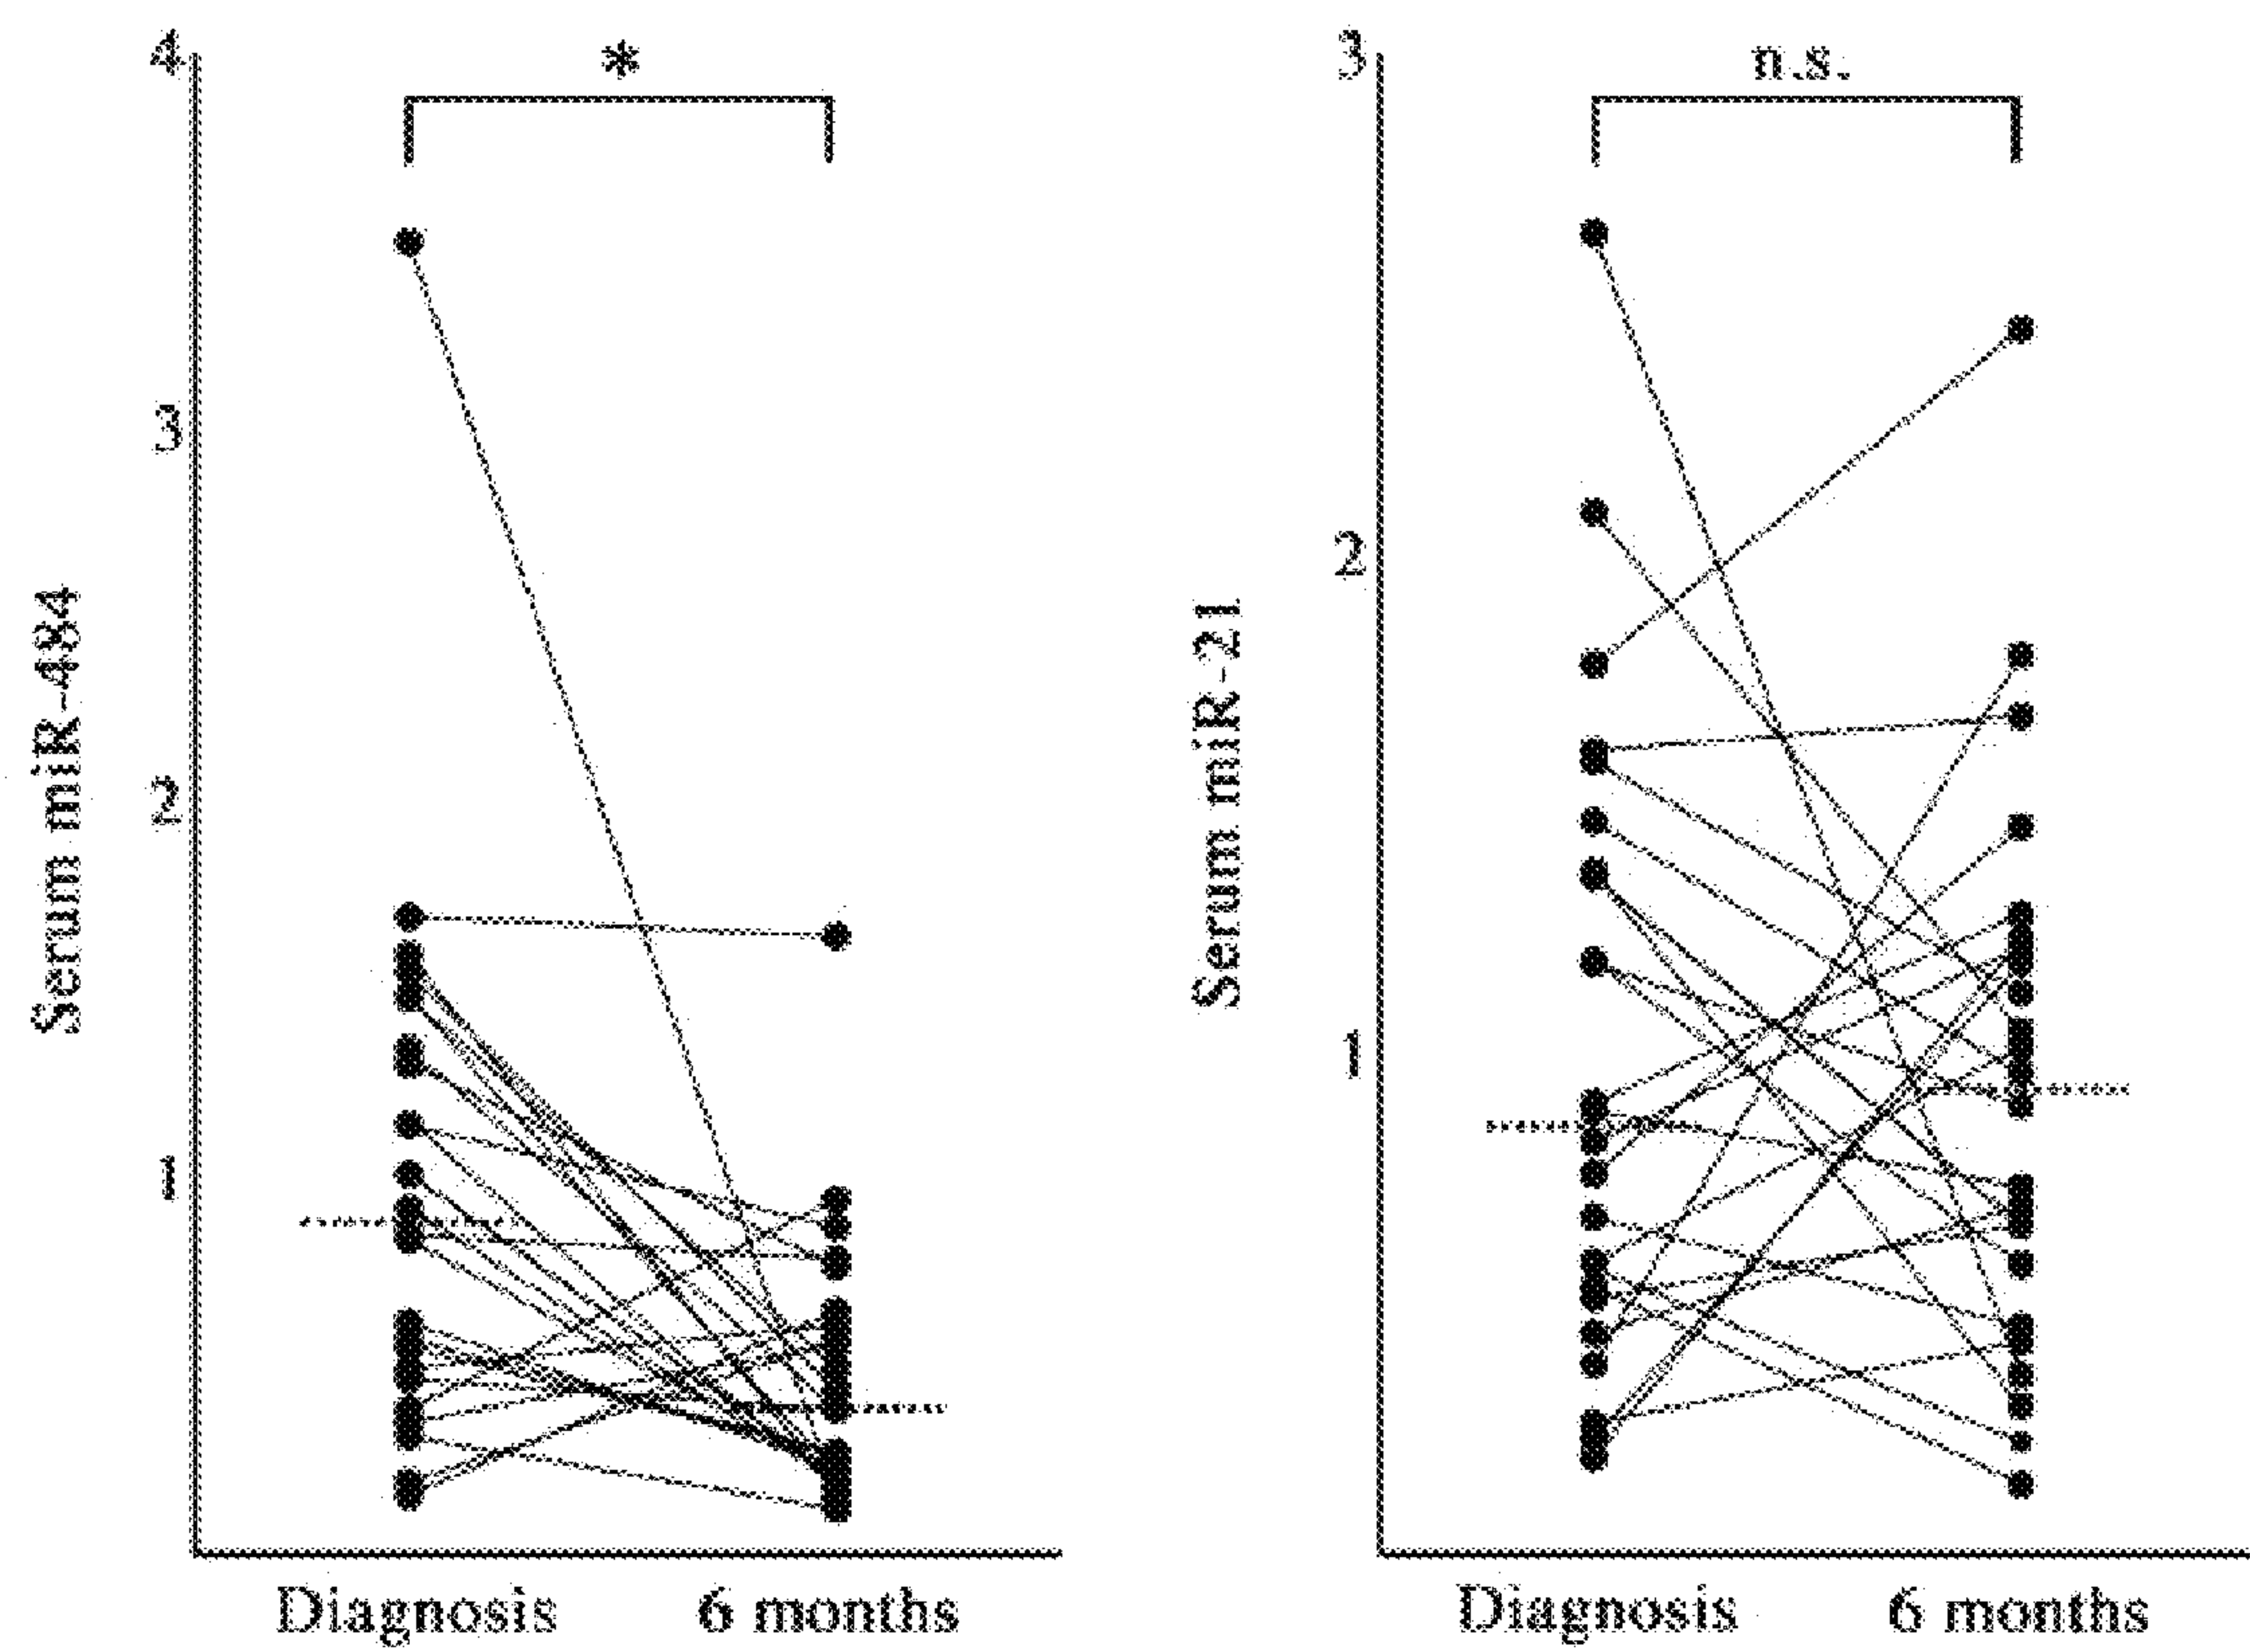 4
*
3
2
1
Serum miR-484
Diagnosis 6 months
3
n.s.
2
1
Serum miR-21
Diagnosis 6 months